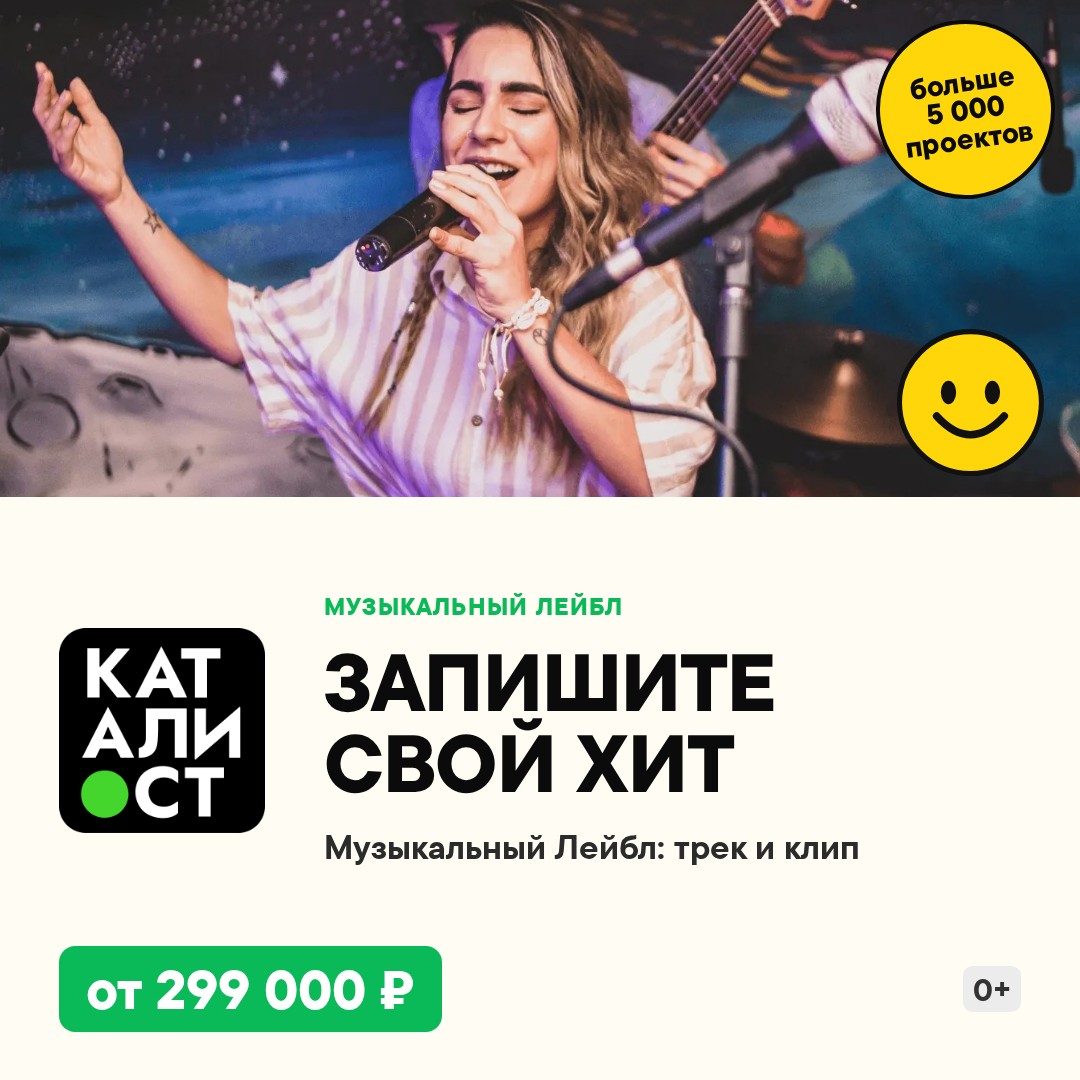 больше
5 000
проектов
МУЗЫКАЛЬНЫЙ ЛЕЙБЛ
ЗАПИШИТЕ
СВОЙ ХИТ
Музыкальный Лейбл: трек и клип
КАТ
АЛИ
СТ
от 299 000 ₽
0+